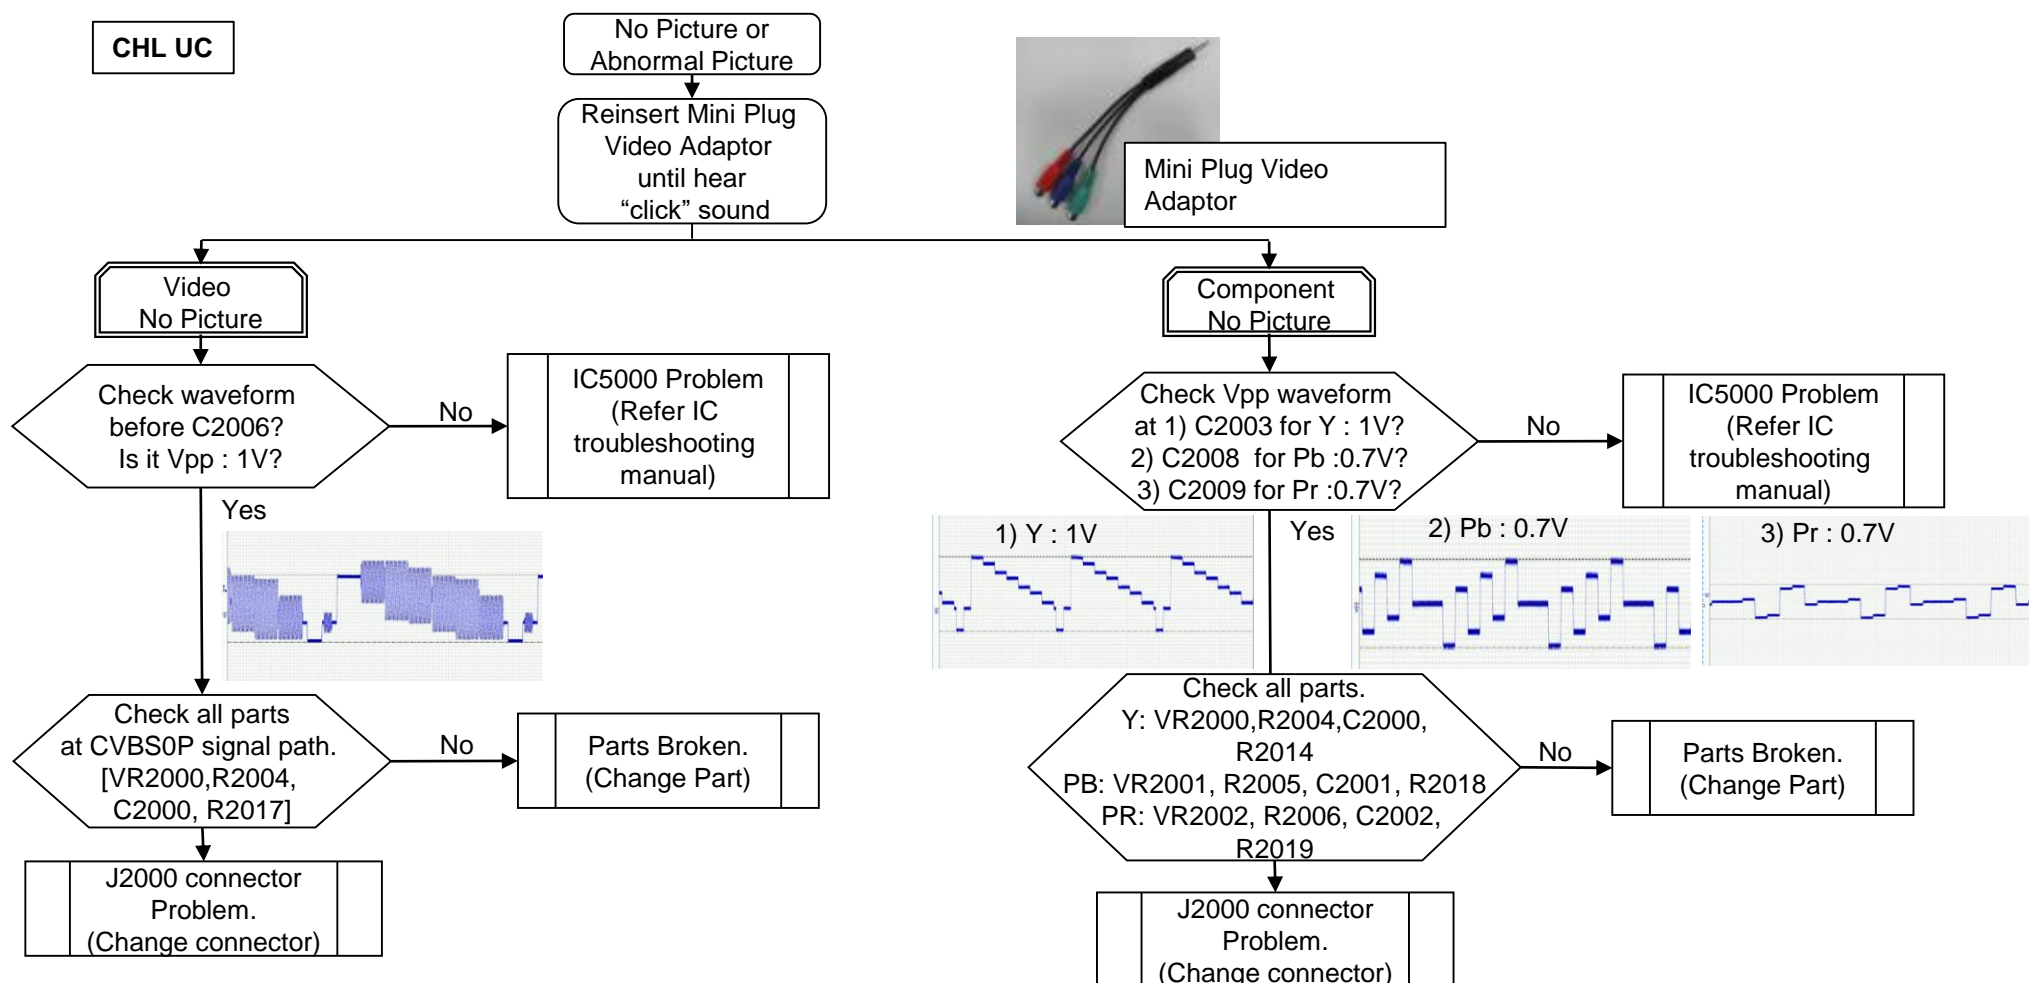 CHL UC
No Picture or
Abnormal Picture
Reinsert Mini Plug
Video Adaptor
until hear
“click” sound
Mini Plug Video
Adaptor
Video
No Picture
Check waveform
before C2006?
Is it Vpp : 1V?
No
IC5000 Problem
(Refer IC
troubleshooting
manual)
Yes
Check all parts
at CVBS0P signal path.
[VR2000,R2004,
C2000, R2017]
No
Parts Broken.
(Change Part)
J2000 connector
Problem.
(Change connector)
Component
No Picture
Check Vpp waveform
at 1) C2003 for Y : 1V?
2) C2008  for Pb :0.7V?
3) C2009 for Pr :0.7V?
No
IC5000 Problem
(Refer IC
troubleshooting
manual)
1) Y : 1V
Yes
2) Pb : 0.7V
3) Pr : 0.7V
Check all parts.
Y: VR2000,R2004,C2000,
R2014
PB: VR2001, R2005, C2001, R2018
PR: VR2002, R2006, C2002,
R2019
No
Parts Broken.
(Change Part)
J2000 connector
Problem.
(Change connector)